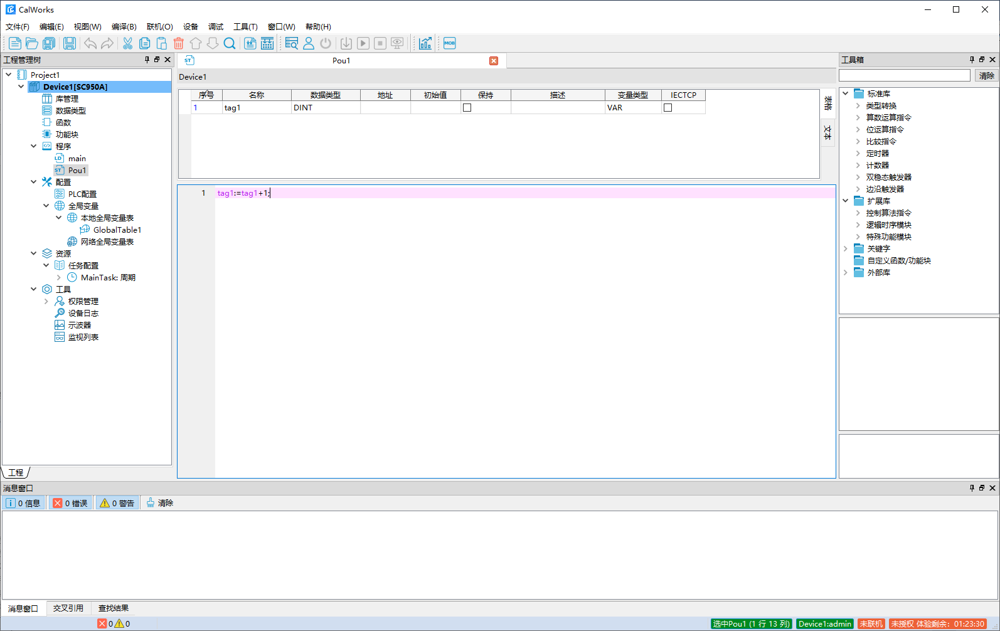 CalWorks
文件(F) 编辑(E) 视图(W) 编译(B) 联机(O) 设备 调试 工具(T) 窗口(W) 帮助(H)
MOB
工程管理树
Project1
Device1[SC950A]
库管理
数据类型
函数
功能块
程序
LD main
ST Pou1
配置
PLC配置
全局变量
本地全局变量表
GlobalTable1
网络全局变量表
资源
任务配置
MainTask: 周期
工具
权限管理
设备日志
示波器
监视列表
工程
ST Pou1
Device1
序号 名称 数据类型 地址 初始值 保持 描述 变量类型 IECTCP
1 tag1 DINT VAR
表格
文本
1 tag1:=tag1+1;
工具箱
清除
标准库
类型转换
算数运算指令
位运算指令
比较指令
定时器
计数器
双稳态触发器
边沿触发器
扩展库
控制算法指令
逻辑时序模块
特殊功能模块
关键字
自定义函数/功能块
外部库
消息窗口
0 信息 0 错误 0 警告 清除
消息窗口 交叉引用 查找结果
0 0 选中Pou1 (1 行 13 列) Device1:admin 未联机 未授权 体验剩余：01:23:30